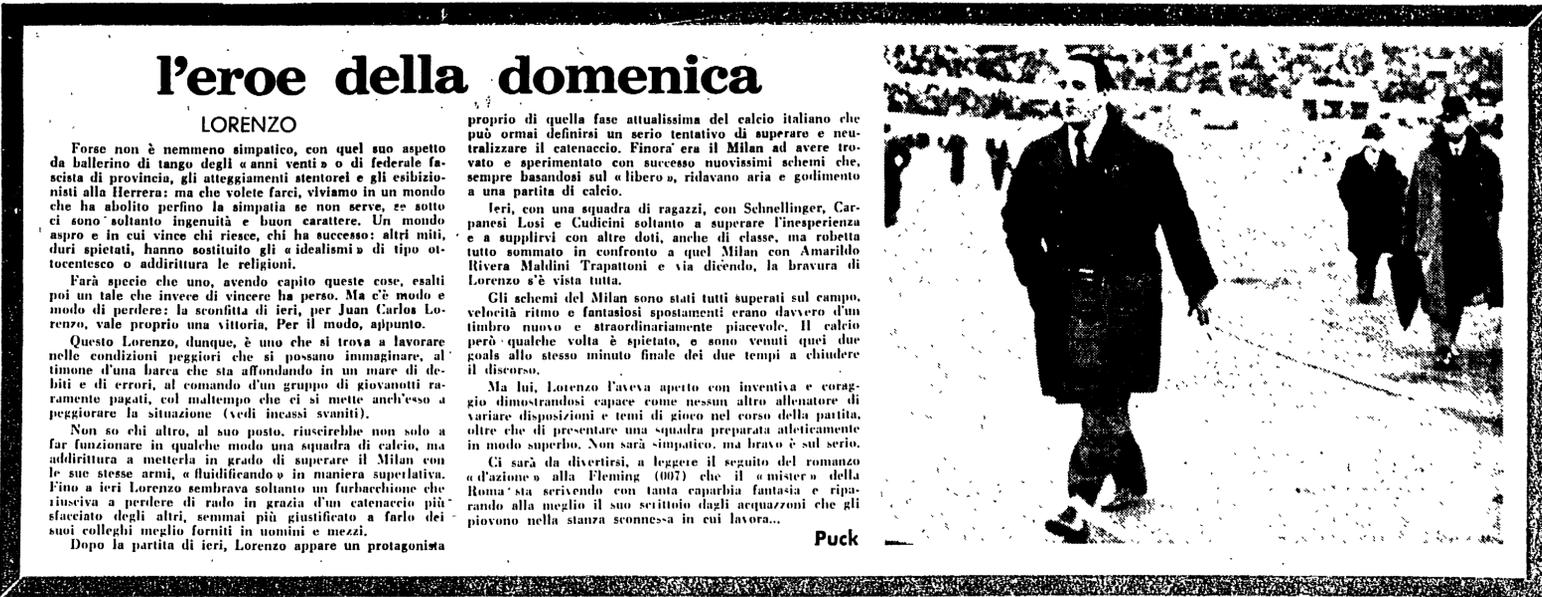 l'eroe della domenica
LORENZO
Forse non è nemmeno simpatico, con quel suo aspetto
da ballerino di tango degli « anni venti » o di federale fa-
scista di provincia, gli atteggiamenti stentorei e gli esibizio-
nisti alla Herrera: ma che volete farci, viviamo in un mondo
che ha abolito perfino la simpatia se non serve, se sotto
ci sono soltanto ingenuità e buon carattere. Un mondo
aspro e in cui vince chi riesce, chi ha successo: altri miti,
duri spietati, hanno sostituito gli « idealismi » di tipo ot-
tocentesco o addirittura le religioni.
Farà specie che uno, avendo capito queste cose, esalti
poi un tale che invece di vincere ha perso. Ma c'è modo e
modo di perdere: la sconfitta di ieri, per Juan Carlos Lo-
renzo, vale proprio una vittoria. Per il modo, appunto.
Questo Lorenzo, dunque, è uno che si trova a lavorare
nelle condizioni peggiori che si possano immaginare, al
timone d'una barca che sta affondando in un mare di de-
biti e di errori, al comando d'un gruppo di giovanotti ra-
ramente pagati, col maltempo che ci si mette anch'esso a
peggiorare la situazione (vedi incassi svaniti).
Non so chi altro, al suo posto, riuscirebbe non solo a
far funzionare in qualche modo una squadra di calcio, ma
addirittura a metterla in grado di superare il Milan con
le sue stesse armi, « fluidificando » in maniera superlativa.
Fino a ieri Lorenzo sembrava soltanto un furbacchione che
riusciva a perdere di rado in grazia d'un catenaccio più
sfacciato degli altri, semmai più giustificato a farlo dei
suoi colleghi meglio forniti in uomini e mezzi.
Dopo la partita di ieri, Lorenzo appare un protagonista
proprio di quella fase attualissima del calcio italiano che
può ormai definirsi un serio tentativo di superare e neu-
tralizzare il catenaccio. Finora era il Milan ad avere tro-
vato e sperimentato con successo nuovissimi schemi che,
sempre basandosi sul « libero », ridavano aria e godimento
a una partita di calcio.
Ieri, con una squadra di ragazzi, con Schnellinger, Car-
panesi Losi e Cudicini soltanto a superare l'inesperienza
e a supplirvi con altre doti, anche di classe, ma robetta
tutto sommato in confronto a quel Milan con Amarildo
Rivera Maldini Trapattoni e via dicendo, la bravura di
Lorenzo s'è vista tutta.
Gli schemi del Milan sono stati tutti superati sul campo,
velocità ritmo e fantasiosi spostamenti erano davvero d'un
timbro nuovo e straordinariamente piacevole. Il calcio
però qualche volta è spietato, e sono venuti quei due
goals allo stesso minuto finale dei due tempi a chiudere
il discorso.
Ma lui, Lorenzo l'aveva aperto con inventiva e corag-
gio dimostrandosi capace come nessun altro allenatore di
variare disposizioni e temi di gioco nel corso della partita,
oltre che di presentare una squadra preparata atleticamente
in modo superbo. Non sarà simpatico, ma bravo è sul serio.
Ci sarà da divertirsi, a leggere il seguito del romanzo
« d'azione » alla Fleming (007) che il « mister » della
Roma sta scrivendo con tanta caparbia fantasia e ripa-
rando alla meglio il suo scrittoio dagli acquazzoni che gli
piovono nella stanza sconnessa in cui lavora...
Puck